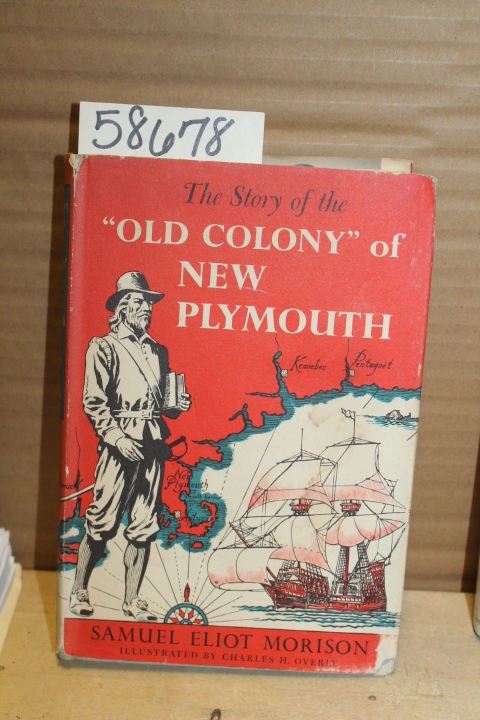 58678
The Story of the
"OLD COLONY" of
NEW
PLYMOUTH
Kennebec
Pentagoet
New
Plymouth
SAMUEL ELIOT MORISON
ILLUSTRATED BY CHARLES H. OVERLY